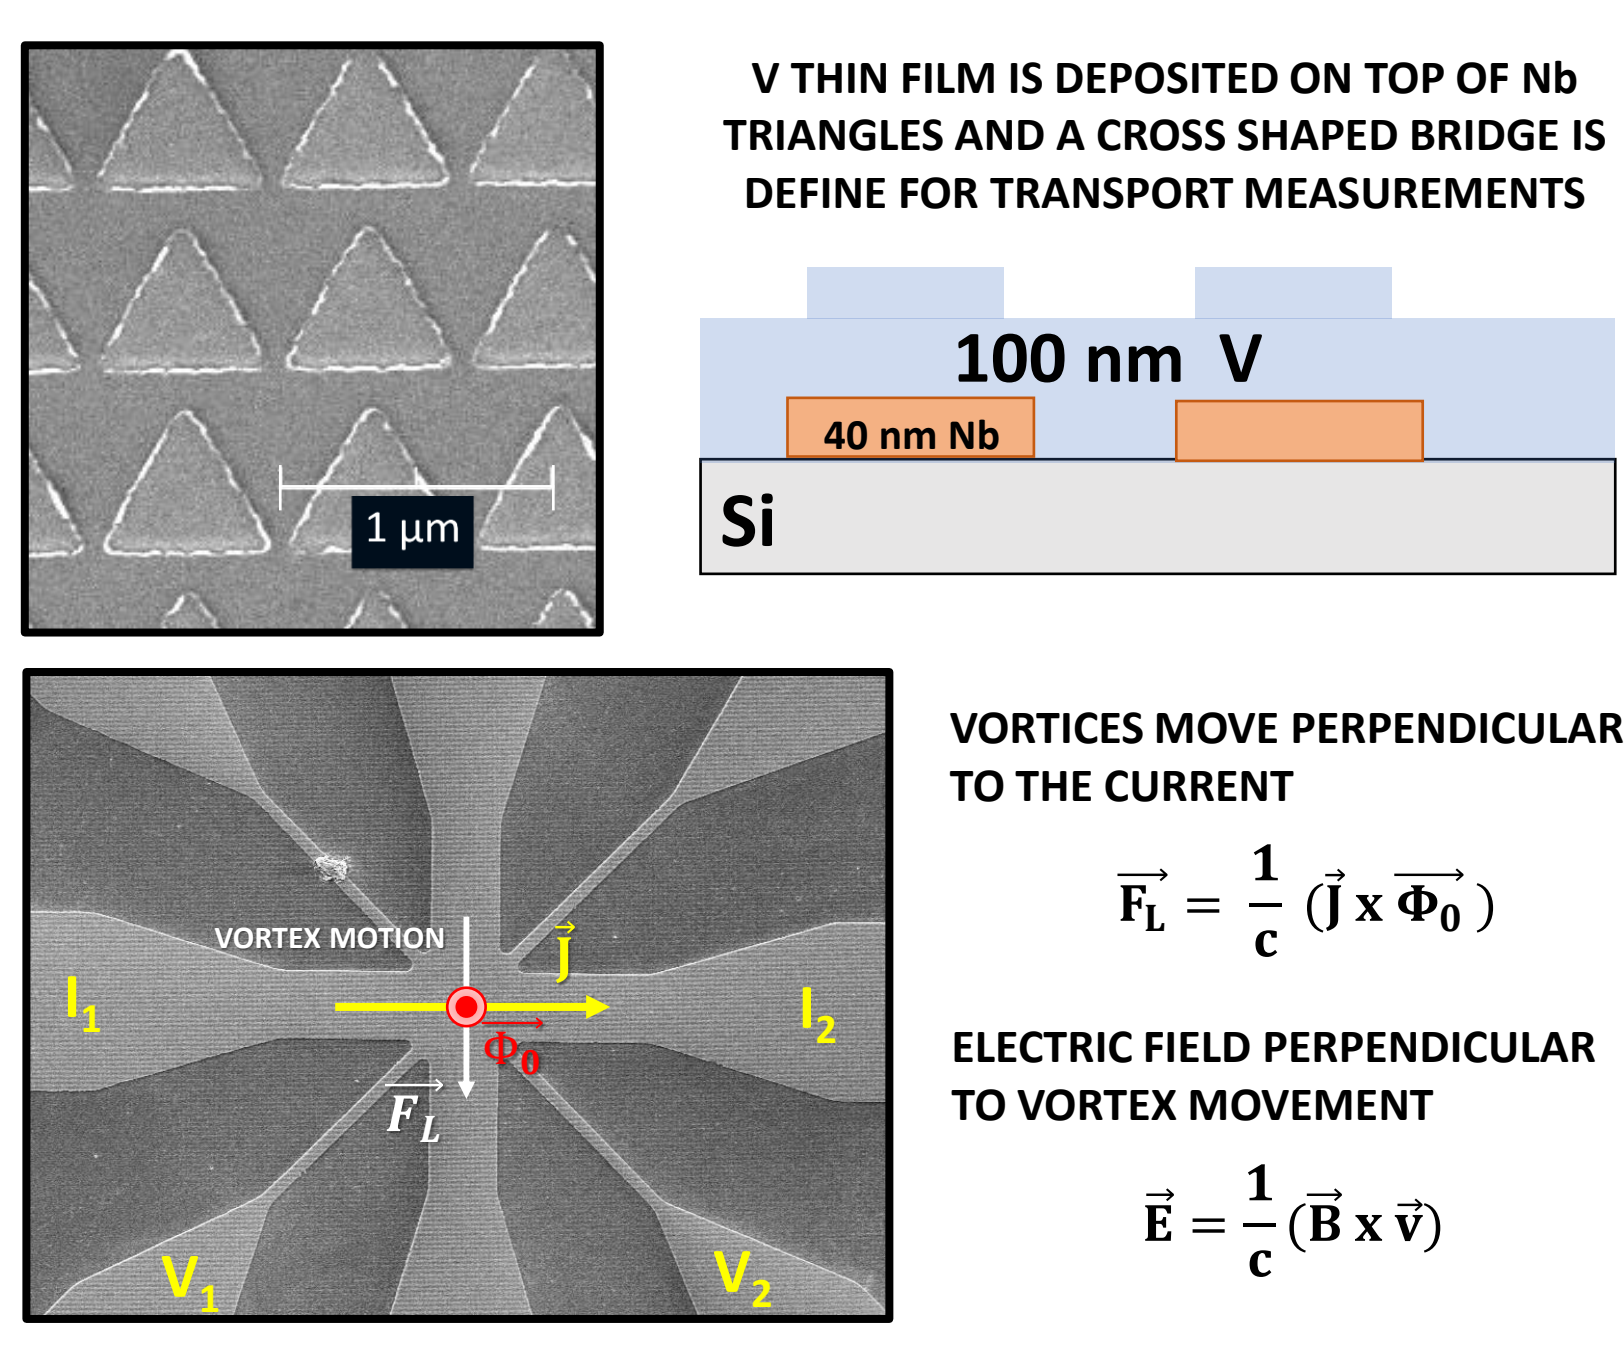 V THIN FILM IS DEPOSITED ON TOP OF Nb
TRIANGLES AND A CROSS SHAPED BRIDGE IS
DEFINE FOR TRANSPORT MEASUREMENTS
1 μm
100 nm V
40 nm Nb
Si
VORTEX MOTION
J⃗
I₁
I₂
Φ₀⃗
F_L⃗
V₁
V₂
VORTICES MOVE PERPENDICULAR
TO THE CURRENT
F_L⃗ = 1/c (J⃗ x Φ₀⃗ )
ELECTRIC FIELD PERPENDICULAR
TO VORTEX MOVEMENT
E⃗ = 1/c (B⃗ x v⃗)